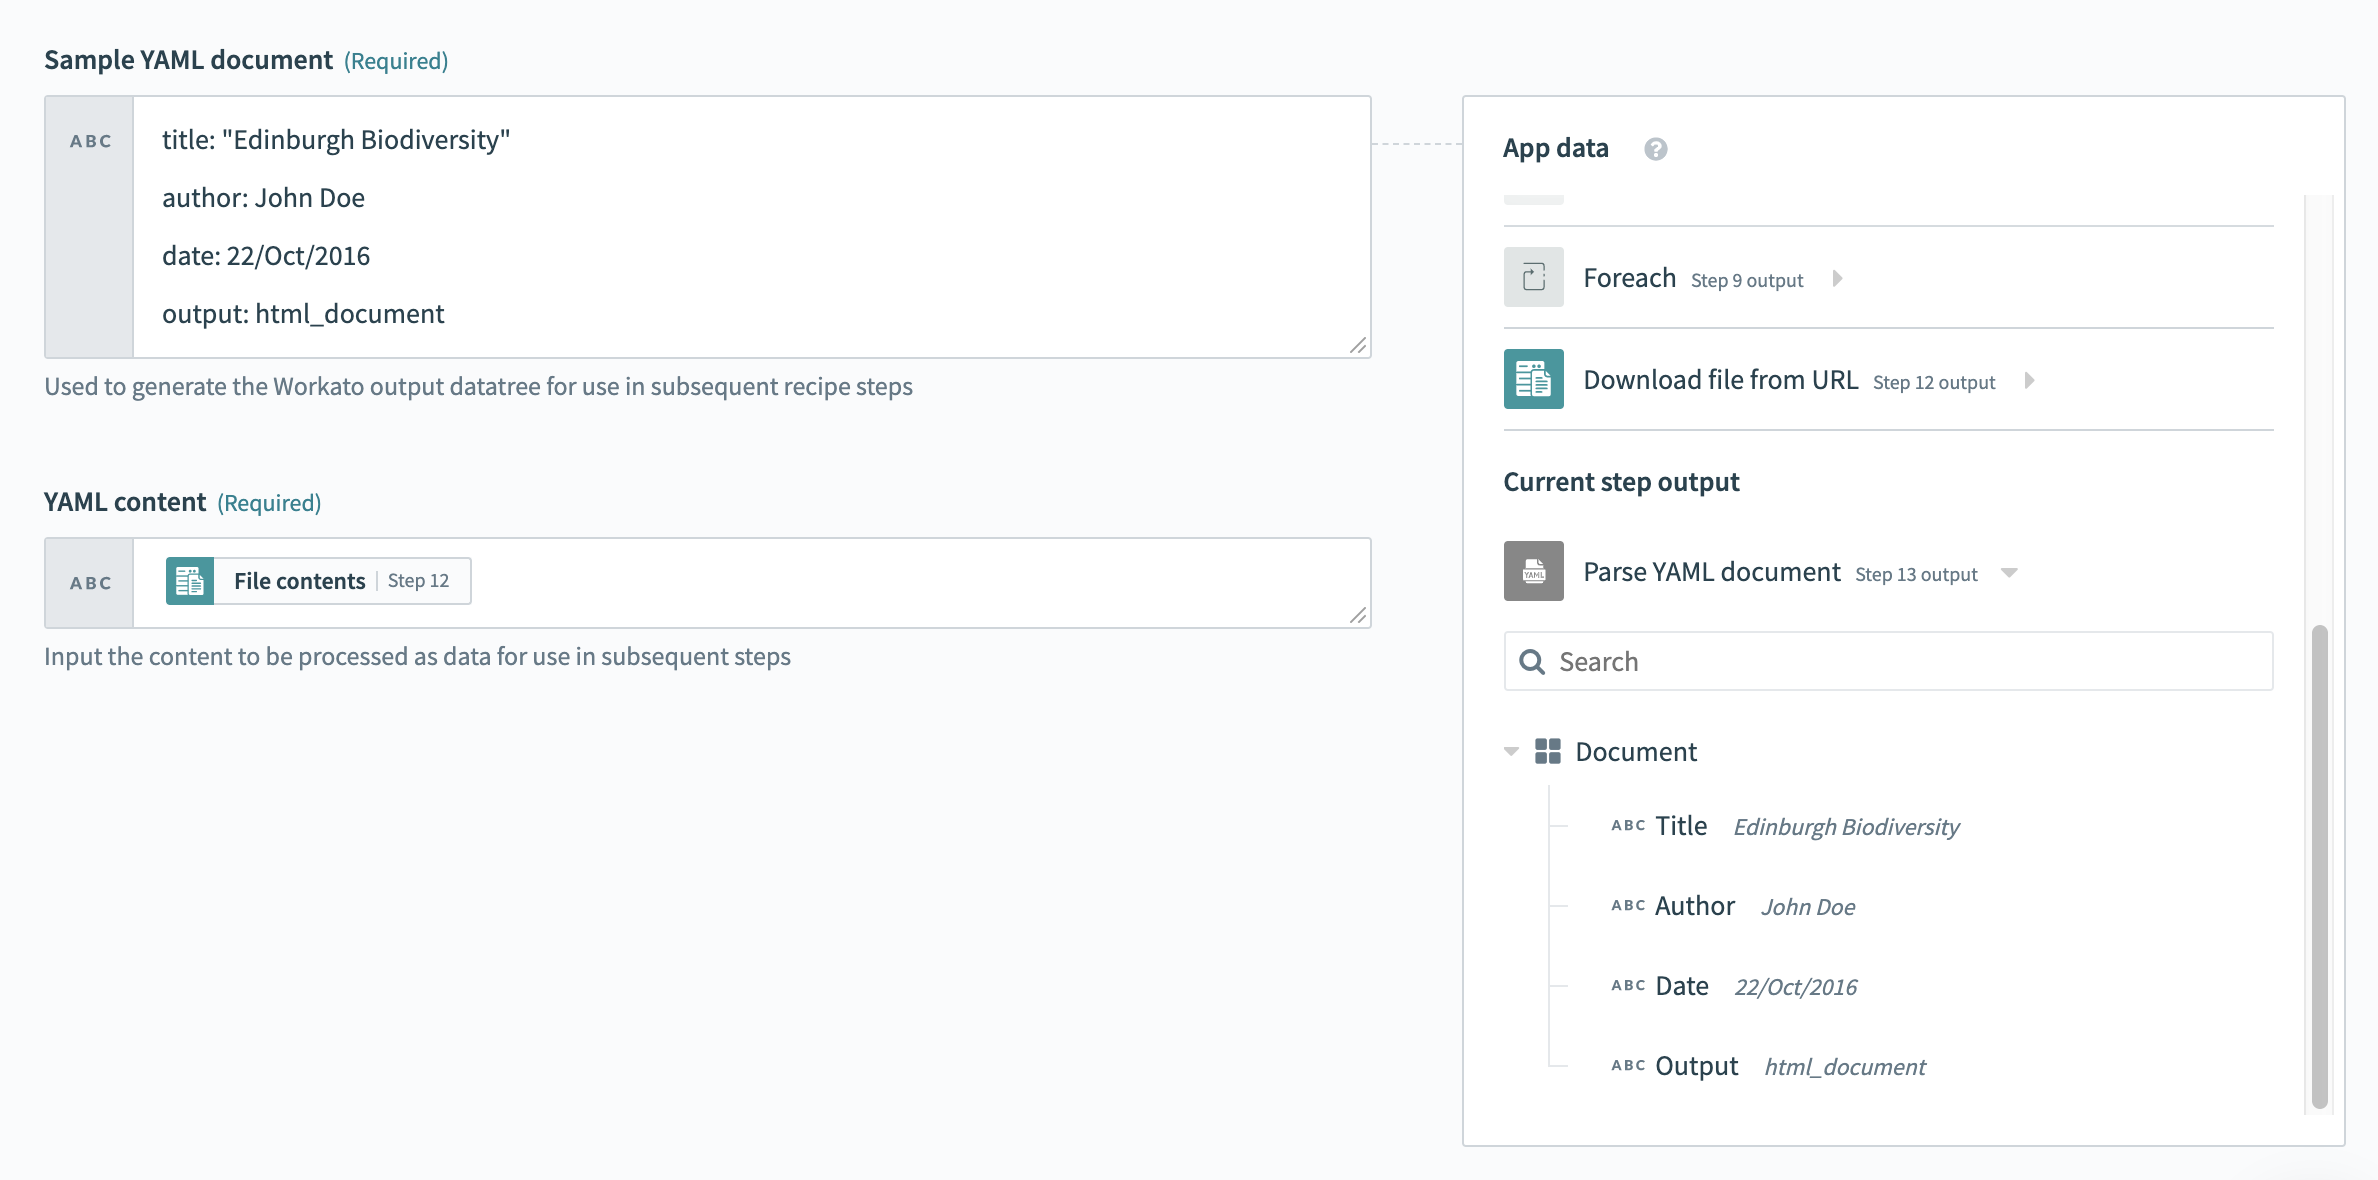 Sample YAML document (Required)
ABC
title: "Edinburgh Biodiversity"
author: John Doe
date: 22/Oct/2016
output: html_document
Used to generate the Workato output datatree for use in subsequent recipe steps
YAML content (Required)
ABC
File contents | Step 12
Input the content to be processed as data for use in subsequent steps
App data ?
Foreach Step 9 output
Download file from URL Step 12 output
Current step output
YAML
Parse YAML document Step 13 output
Search
Document
ABC Title Edinburgh Biodiversity
ABC Author John Doe
ABC Date 22/Oct/2016
ABC Output html_document